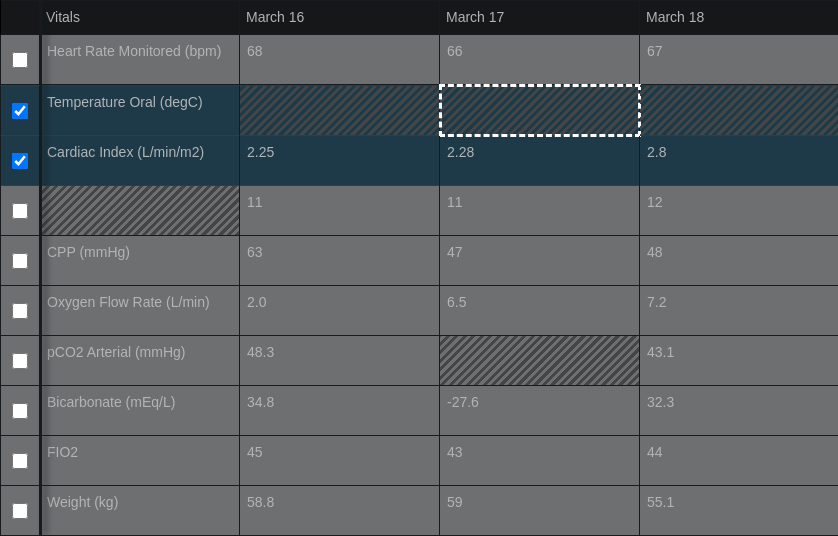 Vitals March 16 March 17 March 18
Heart Rate Monitored (bpm) 68 66 67
Temperature Oral (degC)
Cardiac Index (L/min/m2) 2.25 2.28 2.8
11 11 12
CPP (mmHg) 63 47 48
Oxygen Flow Rate (L/min) 2.0 6.5 7.2
pCO2 Arterial (mmHg) 48.3 43.1
Bicarbonate (mEq/L) 34.8 -27.6 32.3
FIO2 45 43 44
Weight (kg) 58.8 59 55.1